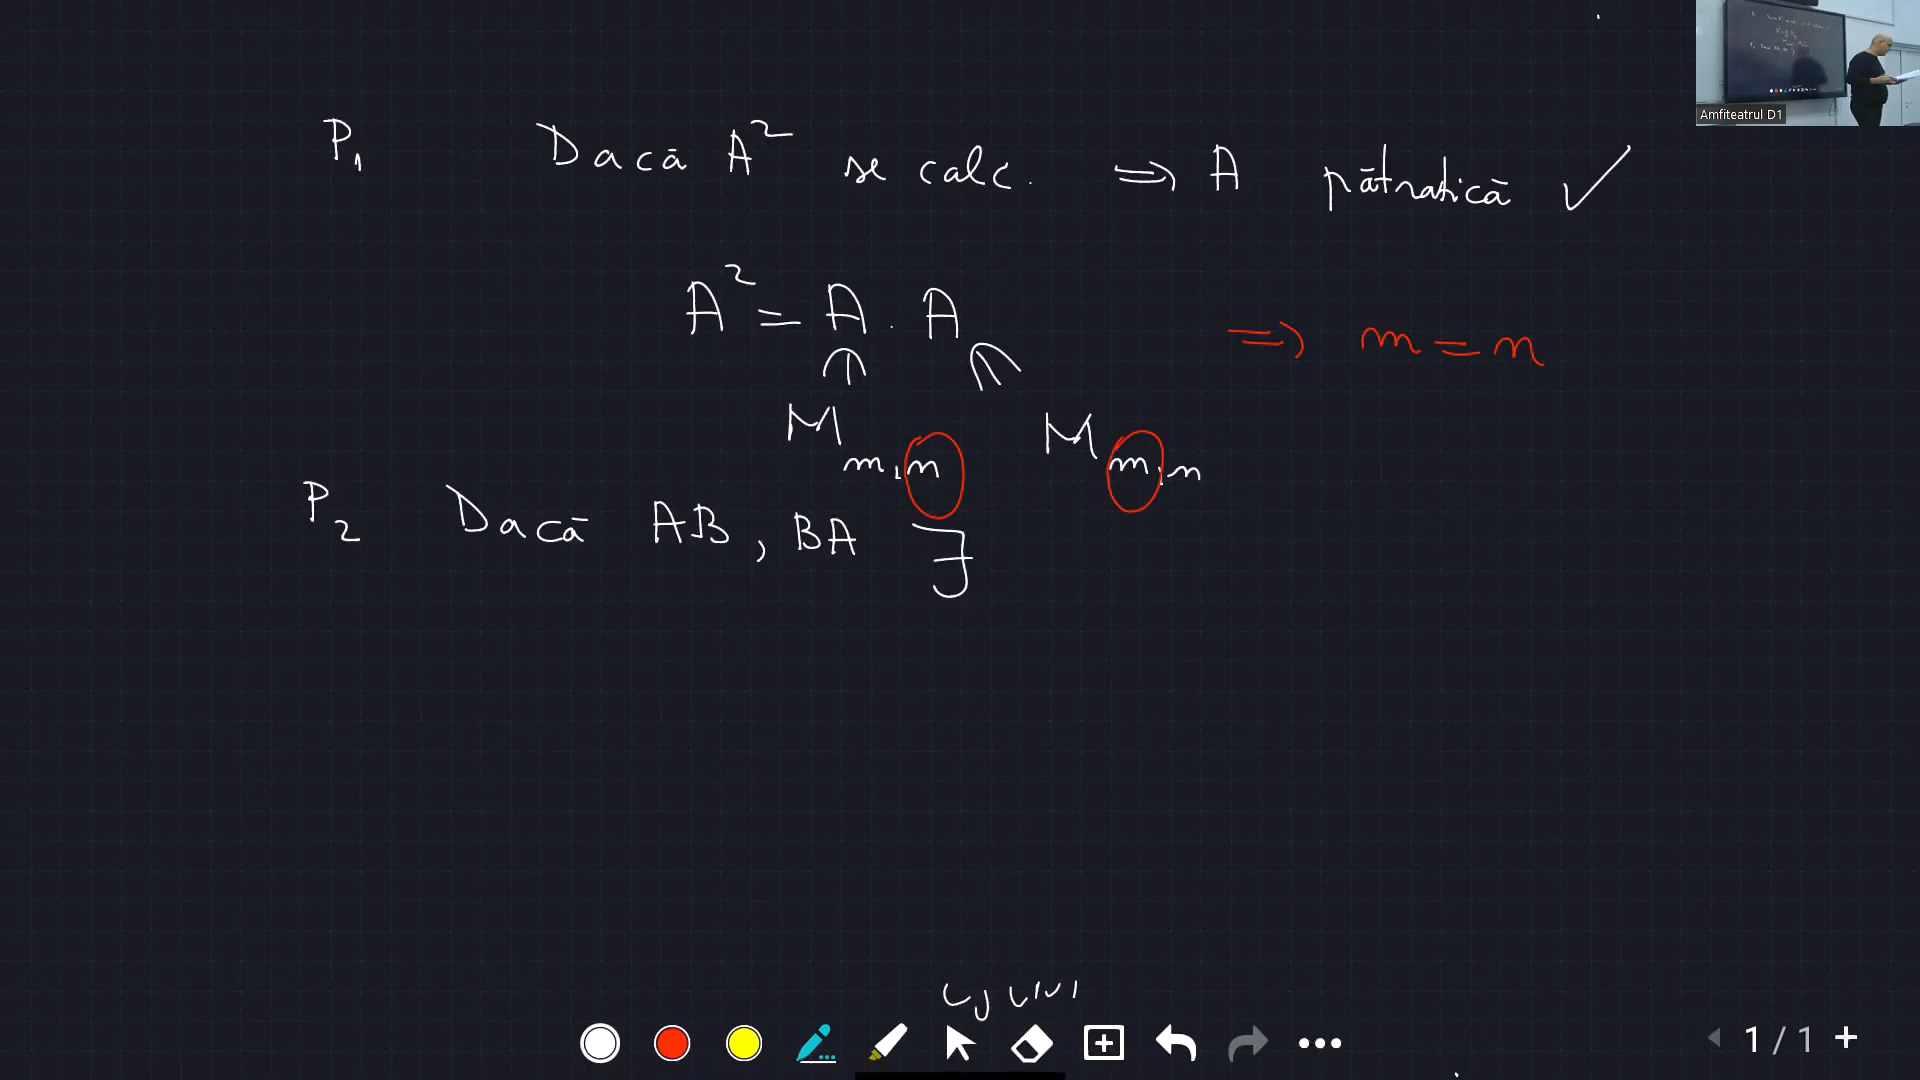 Amfiteatrul D1
P₁ Dacă A² se calc. ⇒ A pătratică ✓
A² = A · A ⇒ m = n
M m,n M m,n
P₂ Dacă AB, BA ∃
1 / 1